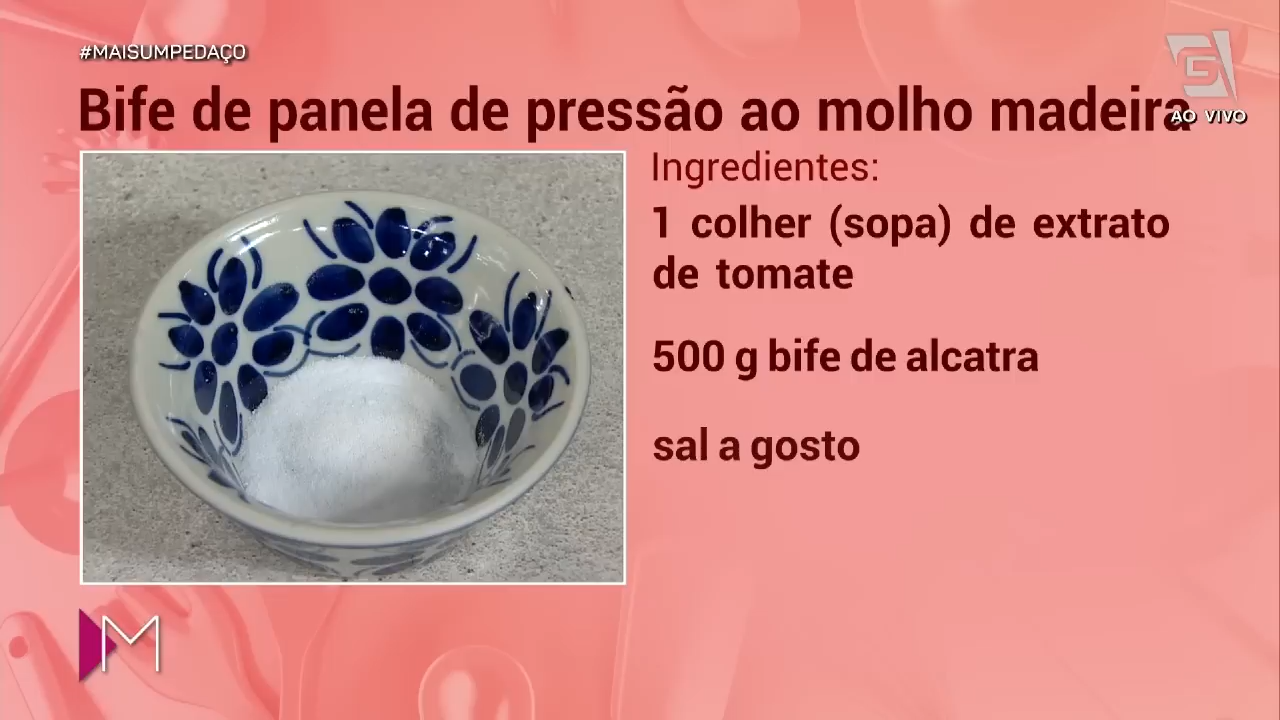 #MAISUMPEDAÇO
Bife de panela de pressão ao molho madeira
G
AO VIVO
Ingredientes:
1 colher (sopa) de extrato
de tomate
500 g bife de alcatra
sal a gosto
M